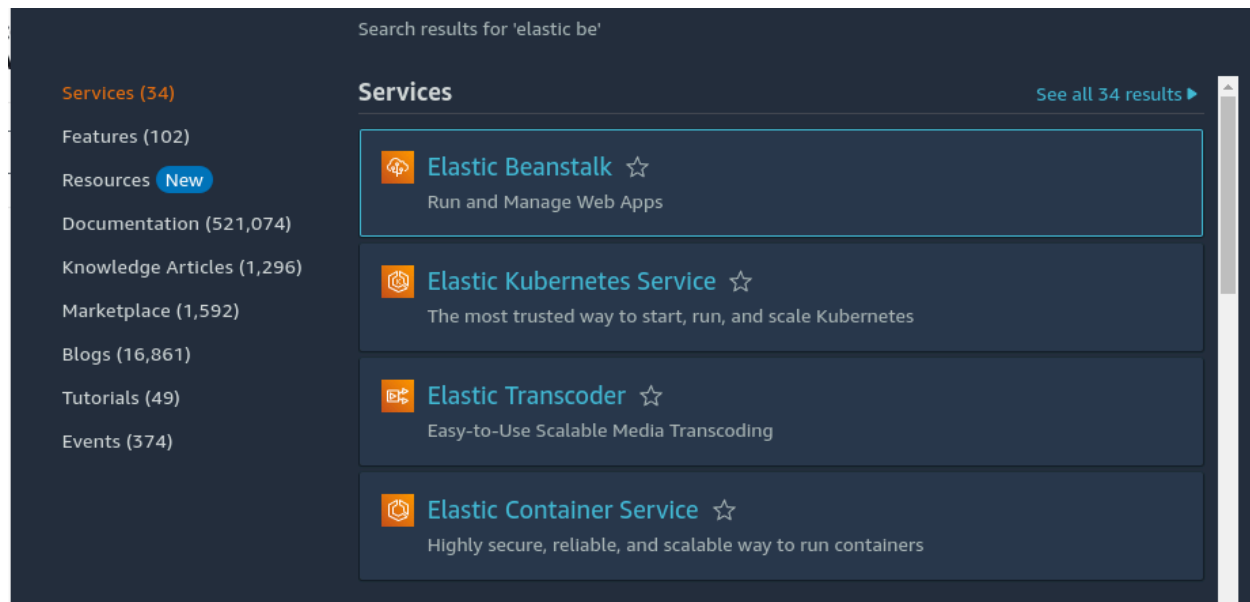 Search results for 'elastic be'
Services (34)
Features (102)
Resources New
Documentation (521,074)
Knowledge Articles (1,296)
Marketplace (1,592)
Blogs (16,861)
Tutorials (49)
Events (374)
Services
See all 34 results
Elastic Beanstalk
Run and Manage Web Apps
Elastic Kubernetes Service
The most trusted way to start, run, and scale Kubernetes
Elastic Transcoder
Easy-to-Use Scalable Media Transcoding
Elastic Container Service
Highly secure, reliable, and scalable way to run containers